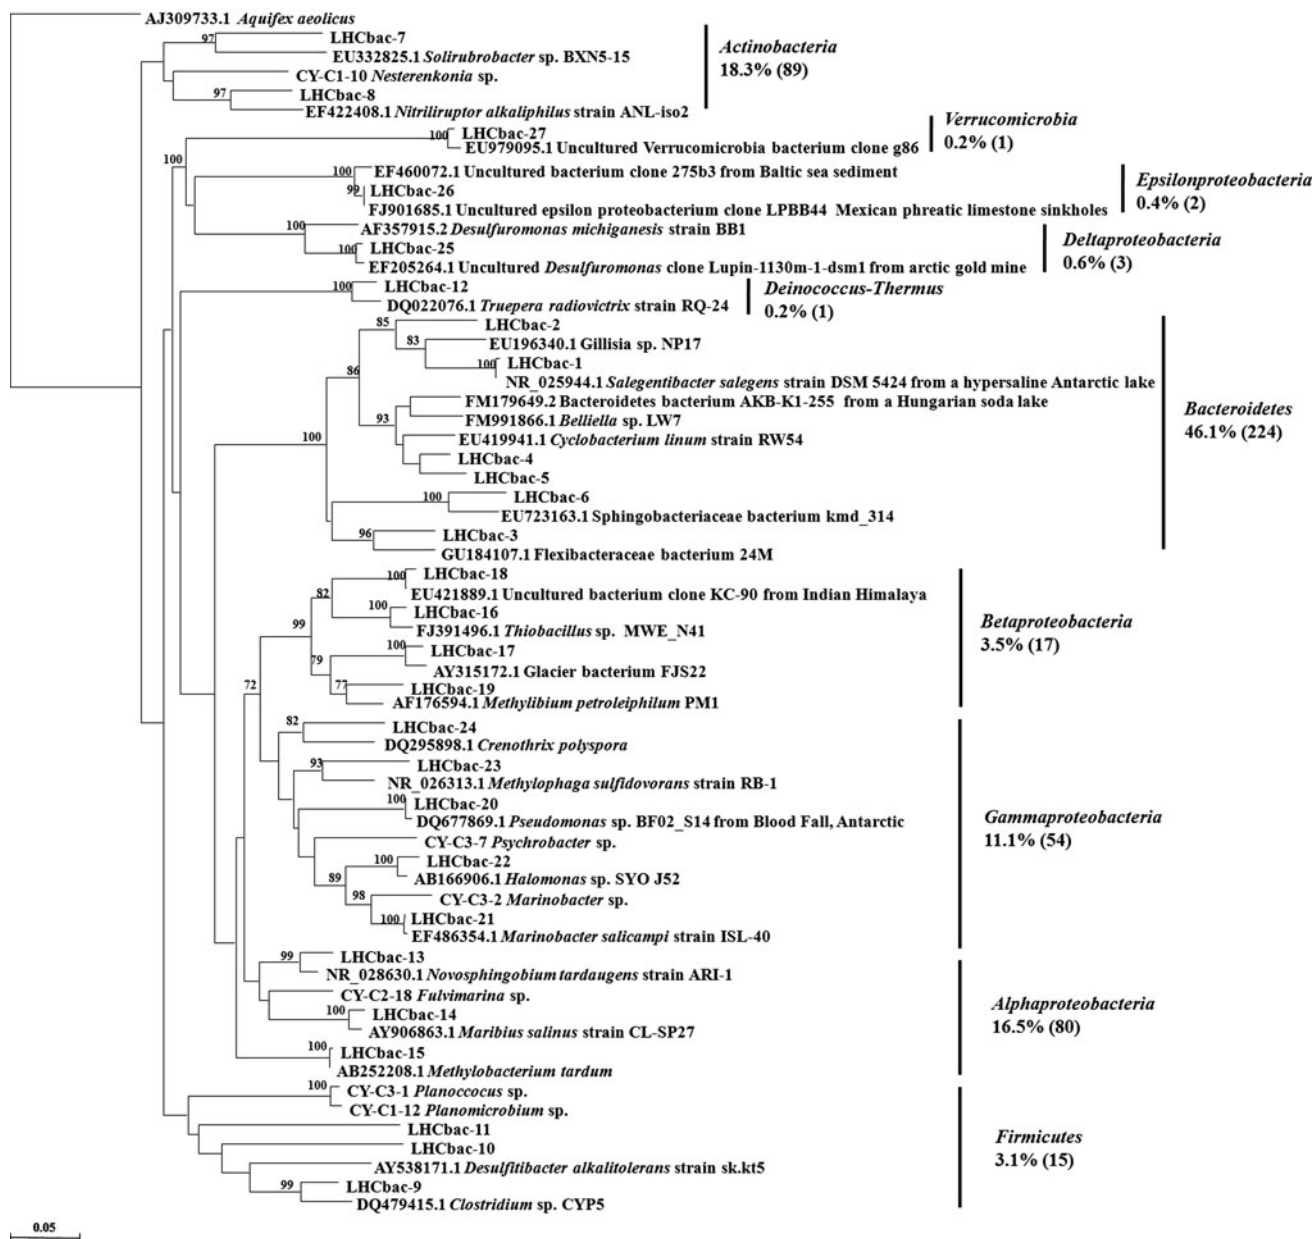 AJ309733.1 Aquifex aeolicus
97
LHCbac-7
EU332825.1 Solirubrobacter sp. BXN5-15
CY-C1-10 Nesterenkonia sp.
97
LHCbac-8
EF422408.1 Nitriliruptor alkaliphilus strain ANL-iso2
Actinobacteria
18.3% (89)
100
100
LHCbac-27
EU979095.1 Uncultured Verrucomicrobia bacterium clone g86
Verrucomicrobia
0.2% (1)
100
EF460072.1 Uncultured bacterium clone 275b3 from Baltic sea sediment
99
LHCbac-26
FJ901685.1 Uncultured epsilon proteobacterium clone LPBB44 Mexican phreatic limestone sinkholes
Epsilonproteobacteria
0.4% (2)
100
AF357915.2 Desulfuromonas michiganesis strain BB1
100
LHCbac-25
EF205264.1 Uncultured Desulfuromonas clone Lupin-1130m-1-dsm1 from arctic gold mine
Deltaproteobacteria
0.6% (3)
100
LHCbac-12
DQ022076.1 Truepera radiovictrix strain RQ-24
Deinococcus-Thermus
0.2% (1)
85
LHCbac-2
83
EU196340.1 Gillisia sp. NP17
86
100
LHCbac-1
NR_025944.1 Salegentibacter salegens strain DSM 5424 from a hypersaline Antarctic lake
FM179649.2 Bacteroidetes bacterium AKB-K1-255 from a Hungarian soda lake
93
FM991866.1 Belliella sp. LW7
100
EU419941.1 Cyclobacterium linum strain RW54
LHCbac-4
LHCbac-5
100
LHCbac-6
EU723163.1 Sphingobacteriaceae bacterium kmd_314
96
LHCbac-3
GU184107.1 Flexibacteraceae bacterium 24M
Bacteroidetes
46.1% (224)
100
LHCbac-18
82
EU421889.1 Uncultured bacterium clone KC-90 from Indian Himalaya
100
LHCbac-16
99
FJ391496.1 Thiobacillus sp. MWE_N41
100
LHCbac-17
79
AY315172.1 Glacier bacterium FJS22
72
77
LHCbac-19
AF176594.1 Methylibium petroleiphilum PM1
Betaproteobacteria
3.5% (17)
82
LHCbac-24
DQ295898.1 Crenothrix polyspora
93
LHCbac-23
NR_026313.1 Methylophaga sulfidovorans strain RB-1
100
LHCbac-20
DQ677869.1 Pseudomonas sp. BF02_S14 from Blood Fall, Antarctic
CY-C3-7 Psychrobacter sp.
100
LHCbac-22
89
AB166906.1 Halomonas sp. SYO J52
98
CY-C3-2 Marinobacter sp.
100
LHCbac-21
EF486354.1 Marinobacter salicampi strain ISL-40
Gammaproteobacteria
11.1% (54)
99
LHCbac-13
NR_028630.1 Novosphingobium tardaugens strain ARI-1
CY-C2-18 Fulvimarina sp.
100
LHCbac-14
AY906863.1 Maribius salinus strain CL-SP27
100
LHCbac-15
AB252208.1 Methylobacterium tardum
Alphaproteobacteria
16.5% (80)
100
CY-C3-1 Planoccocus sp.
CY-C1-12 Planomicrobium sp.
LHCbac-11
LHCbac-10
AY538171.1 Desulfitibacter alkalitolerans strain sk.kt5
99
LHCbac-9
DQ479415.1 Clostridium sp. CYP5
Firmicutes
3.1% (15)
0.05